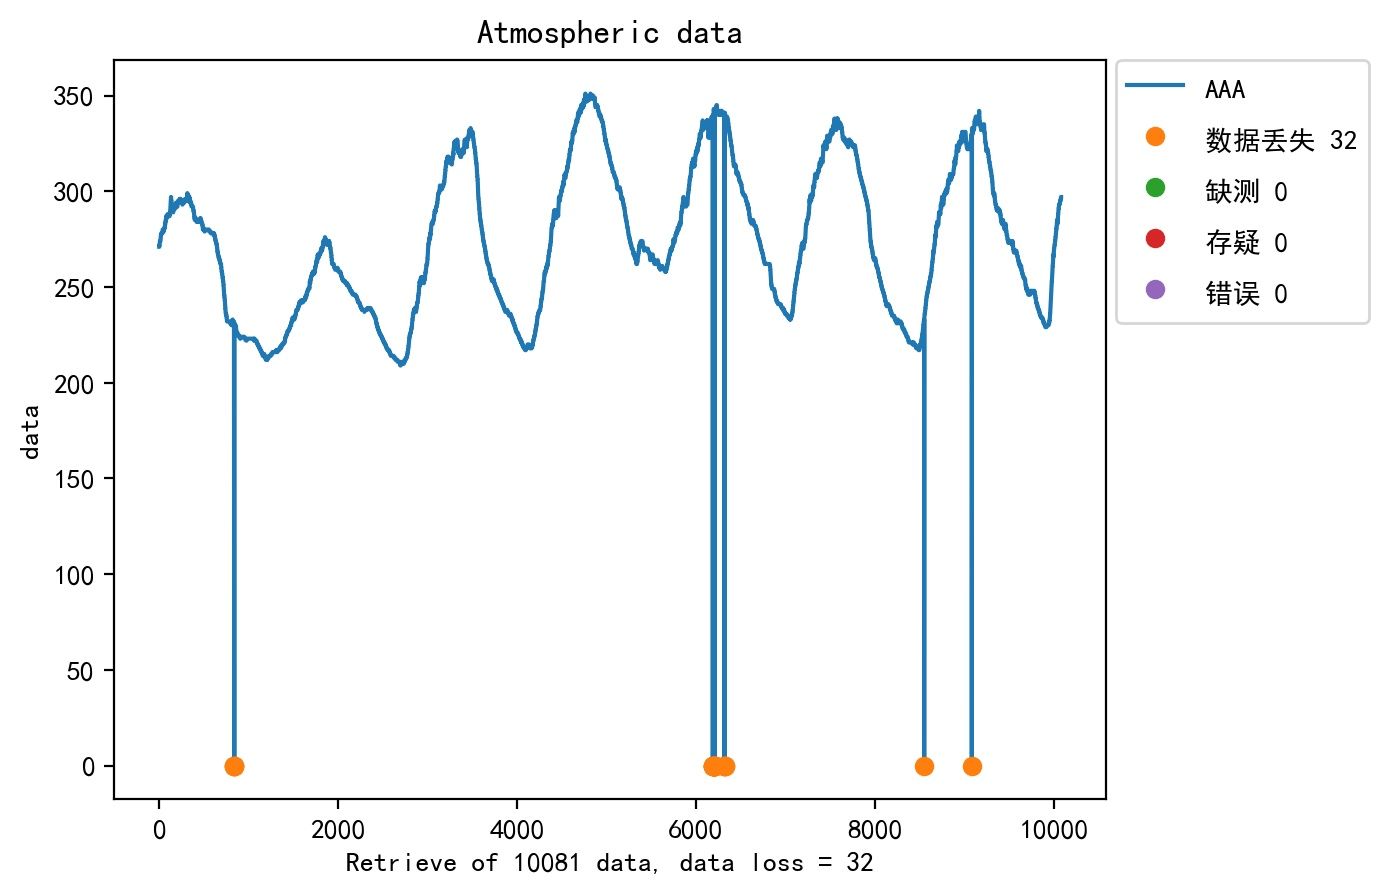 Atmospheric data
350
300
250
200
150
100
50
0
data
0 2000 4000 6000 8000 10000
Retrieve of 10081 data, data loss = 32
AAA
数据丢失 32
缺测 0
存疑 0
错误 0